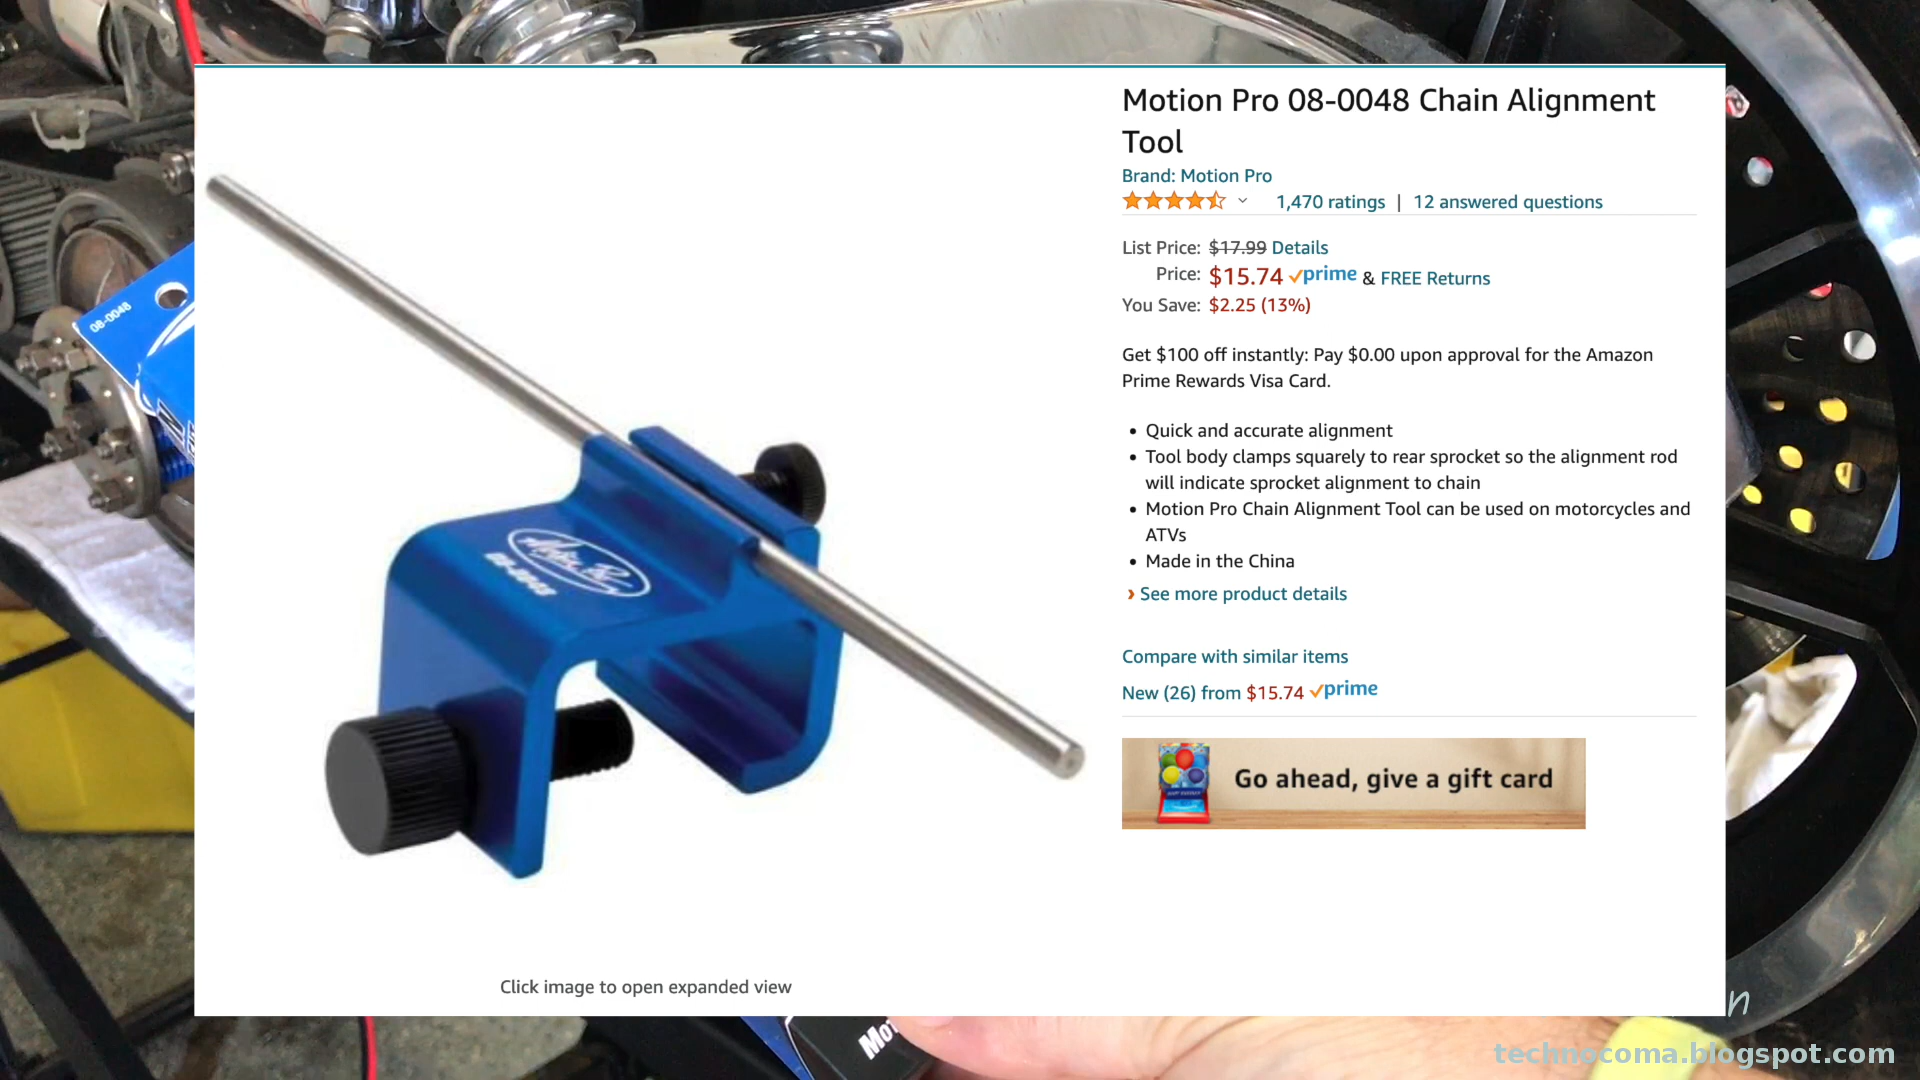 Motion Pro 08-0048 Chain Alignment
Tool
Brand: Motion Pro
1,470 ratings | 12 answered questions
List Price: $17.99 Details
Price: $15.74 prime & FREE Returns
You Save: $2.25 (13%)
Get $100 off instantly: Pay $0.00 upon approval for the Amazon
Prime Rewards Visa Card.
• Quick and accurate alignment
• Tool body clamps squarely to rear sprocket so the alignment rod
will indicate sprocket alignment to chain
• Motion Pro Chain Alignment Tool can be used on motorcycles and
ATVs
• Made in the China
› See more product details
Compare with similar items
New (26) from $15.74 prime
Go ahead, give a gift card
Motion Pro
08-0048
Click image to open expanded view
08-0048
Mot
n
technocoma.blogspot.com